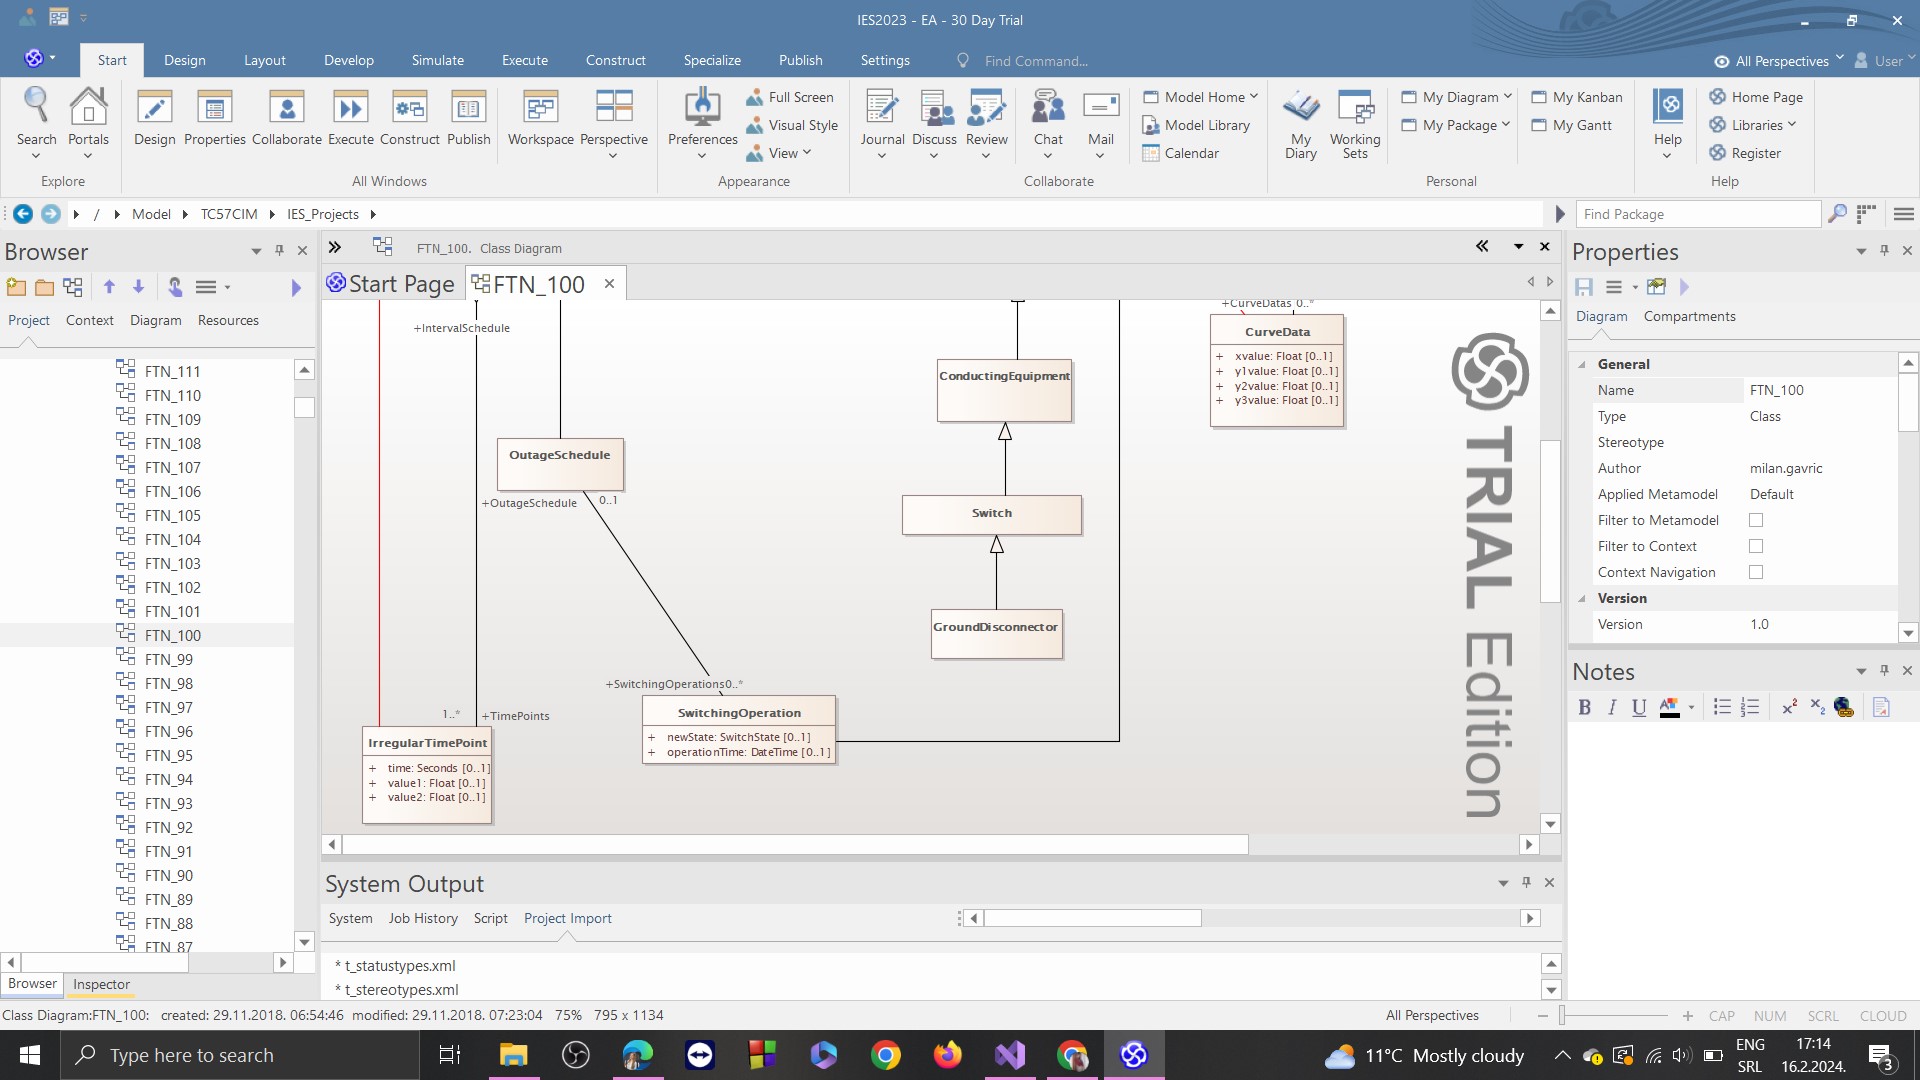 IES2023 - EA - 30 Day Trial
Start
Design
Layout
Develop
Simulate
Execute
Construct
Specialize
Publish
Settings
Find Command...
All Perspectives
User
Search
Portals
Explore
Design
Properties
Collaborate
Execute
Construct
Publish
Workspace
Perspective
All Windows
Preferences
Full Screen
Visual Style
View
Appearance
Journal
Discuss
Review
Chat
Mail
Model Home
Model Library
Calendar
Collaborate
My Diary
Working Sets
My Diagram
My Package
My Kanban
My Gantt
Personal
Help
Home Page
Libraries
Register
Help
/ Model TC57CIM IES_Projects
Find Package
Browser
Project
Context
Diagram
Resources
FTN_111
FTN_110
FTN_109
FTN_108
FTN_107
FTN_106
FTN_105
FTN_104
FTN_103
FTN_102
FTN_101
FTN_100
FTN_99
FTN_98
FTN_97
FTN_96
FTN_95
FTN_94
FTN_93
FTN_92
FTN_91
FTN_90
FTN_89
FTN_88
FTN_87
Browser
Inspector
FTN_100. Class Diagram
Start Page
FTN_100
+IntervalSchedule
+CurveDatas 0..*
CurveData
+ xvalue: Float [0..1]
+ y1value: Float [0..1]
+ y2value: Float [0..1]
+ y3value: Float [0..1]
ConductingEquipment
OutageSchedule
+OutageSchedule
0..1
Switch
GroundDisconnector
+SwitchingOperations 0..*
SwitchingOperation
+ newState: SwitchState [0..1]
+ operationTime: DateTime [0..1]
1..*
+TimePoints
IrregularTimePoint
+ time: Seconds [0..1]
+ value1: Float [0..1]
+ value2: Float [0..1]
TRIAL Edition
System Output
System
Job History
Script
Project Import
* t_statustypes.xml
* t_stereotypes.xml
Properties
Diagram
Compartments
General
Name FTN_100
Type Class
Stereotype
Author milan.gavric
Applied Metamodel Default
Filter to Metamodel
Filter to Context
Context Navigation
Version
Version 1.0
Notes
B I U A x² x₂
Class Diagram:FTN_100: created: 29.11.2018. 06:54:46 modified: 29.11.2018. 07:23:04 75% 795 x 1134
All Perspectives
CAP NUM SCRL CLOUD
Type here to search
11°C Mostly cloudy
ENG
SRL
17:14
16.2.2024.
3